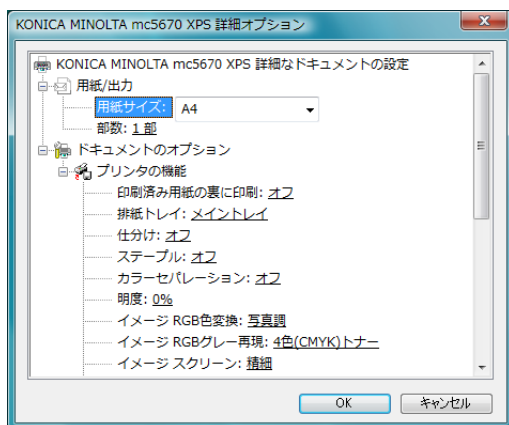 KONICA MINOLTA mc5670 XPS 詳細オプション
KONICA MINOLTA mc5670 XPS 詳細なドキュメントの設定
用紙/出力
用紙サイズ: A4
部数: 1 部
ドキュメントのオプション
プリンタの機能
印刷済み用紙の裏に印刷: オフ
排紙トレイ: メイントレイ
仕分け: オフ
ステープル: オフ
カラーセパレーション: オフ
明度: 0%
イメージ RGB色変換: 写真調
イメージ RGBグレー再現: 4色(CMYK)トナー
イメージ スクリーン: 精細
OK キャンセル